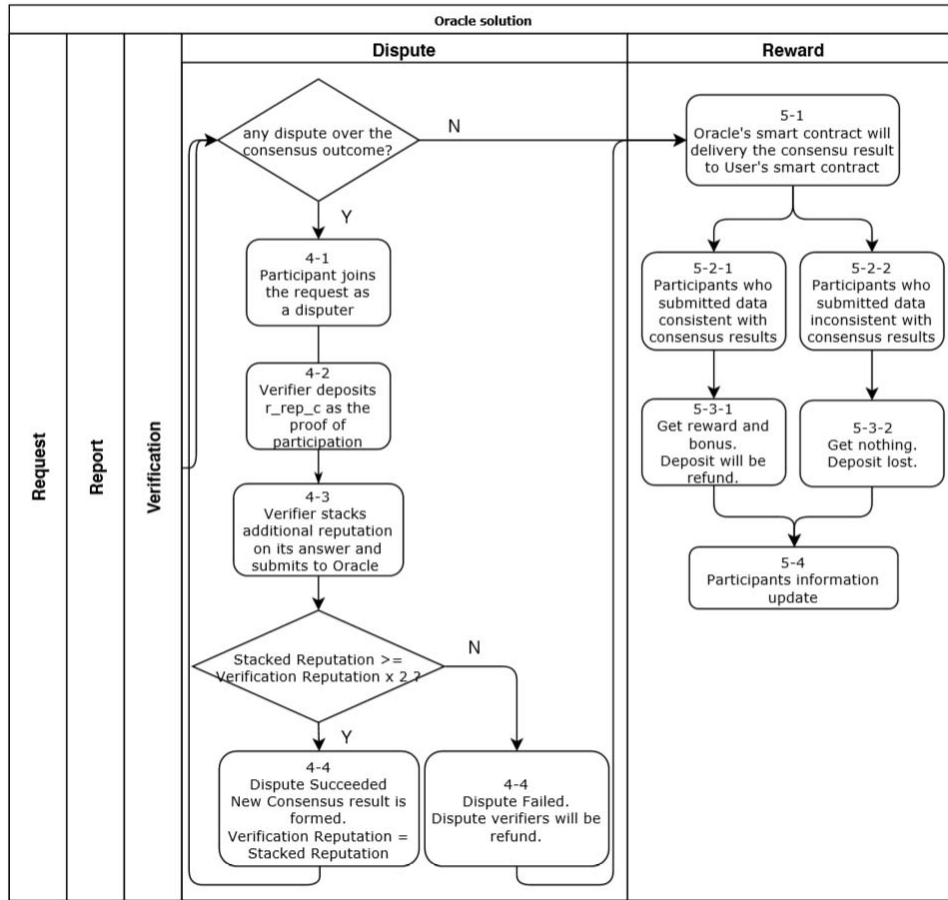 Oracle solution
Request
Report
Verification
Dispute
Reward
any dispute over the
consensus outcome?
N
Y
4-1
Participant joins
the request as
a disputer
4-2
Verifier deposits
r_rep_c as the
proof of
participation
4-3
Verifier stacks
additional reputation
on its answer and
submits to Oracle
Stacked Reputation >=
Verification Reputation x 2 ?
N
Y
4-4
Dispute Succeeded
New Consensus result is
formed.
Verification Reputation =
Stacked Reputation
4-4
Dispute Failed.
Dispute verifiers will be
refund.
5-1
Oracle's smart contract will
delivery the consensu result
to User's smart contract
5-2-1
Participants who
submitted data
consistent with
consensus results
5-2-2
Participants who
submitted data
inconsistent with
consensus results
5-3-1
Get reward and
bonus.
Deposit will be
refund.
5-3-2
Get nothing.
Deposit lost.
5-4
Participants information
update